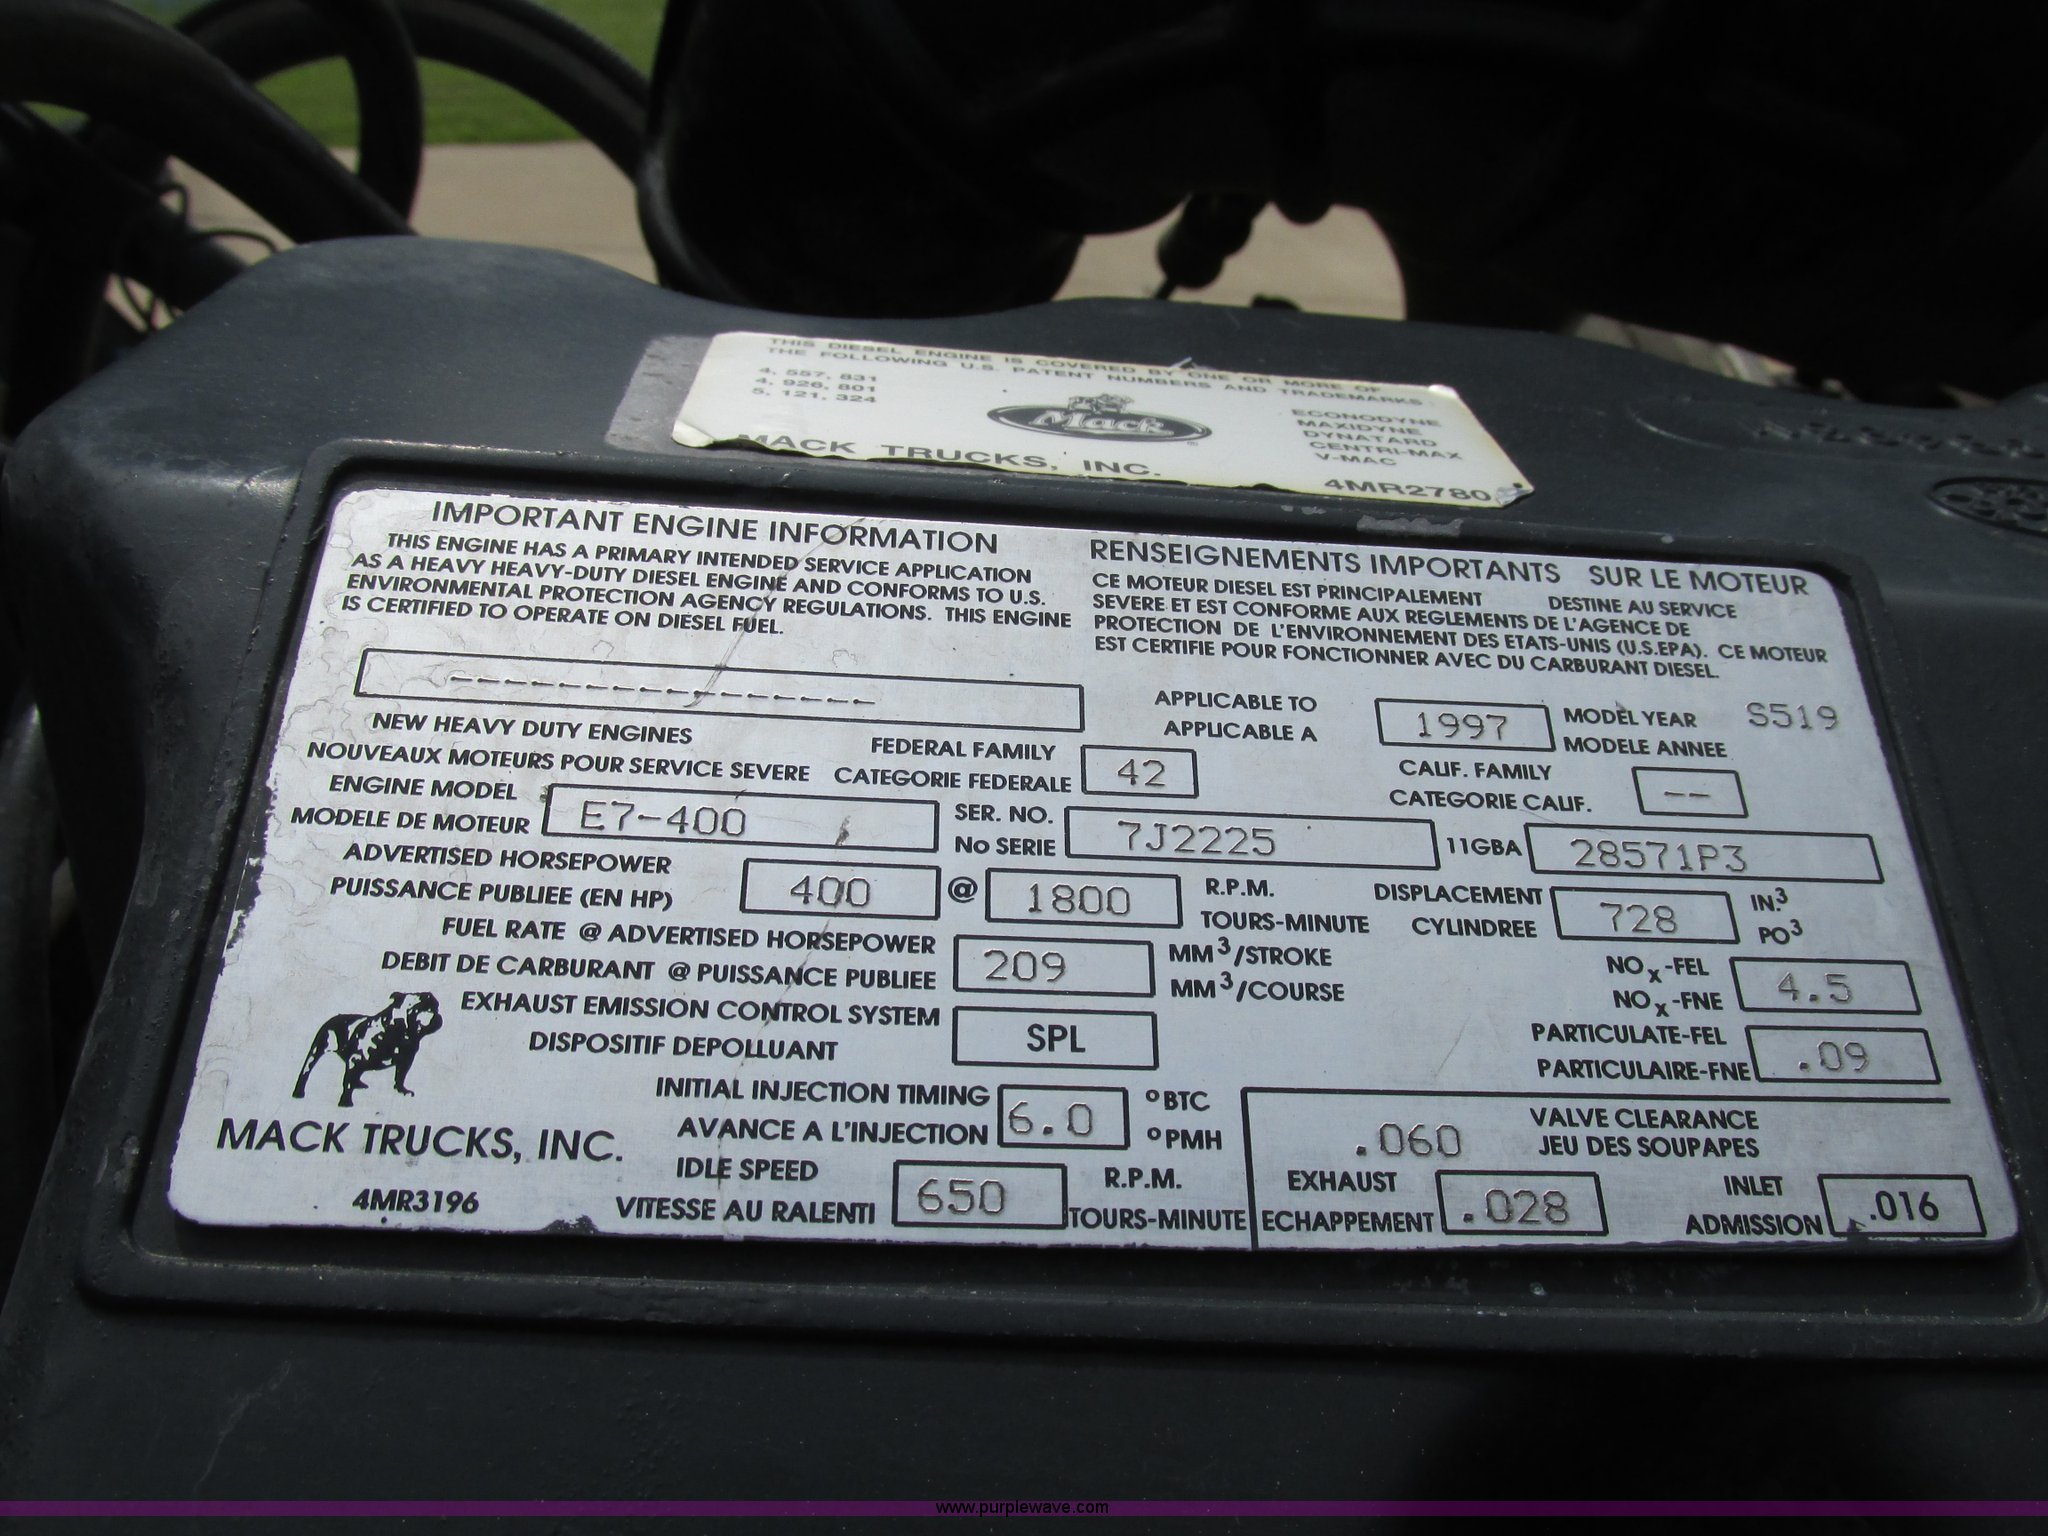 THIS DIESEL ENGINE IS COVERED BY ONE OR MORE OF
THE FOLLOWING U.S. PATENT NUMBERS AND TRADEMARKS:
4, 557, 831
4, 926, 801
5, 121, 324
Mack
®
ECONODYNE
MAXIDYNE
DYNATARD
CENTRI-MAX
V-MAC
MACK TRUCKS, INC.
4MR2780
IMPORTANT ENGINE INFORMATION
THIS ENGINE HAS A PRIMARY INTENDED SERVICE APPLICATION
AS A HEAVY HEAVY-DUTY DIESEL ENGINE AND CONFORMS TO U.S.
ENVIRONMENTAL PROTECTION AGENCY REGULATIONS. THIS ENGINE
IS CERTIFIED TO OPERATE ON DIESEL FUEL.
RENSEIGNEMENTS IMPORTANTS SUR LE MOTEUR
CE MOTEUR DIESEL EST PRINCIPALEMENT DESTINE AU SERVICE
SEVERE ET EST CONFORME AUX REGLEMENTS DE L'AGENCE DE
PROTECTION DE L'ENVIRONNEMENT DES ETATS-UNIS (U.S.EPA). CE MOTEUR
EST CERTIFIE POUR FONCTIONNER AVEC DU CARBURANT DIESEL.
----------------
NEW HEAVY DUTY ENGINES
NOUVEAUX MOTEURS POUR SERVICE SEVERE
APPLICABLE TO
APPLICABLE A
1997
MODEL YEAR
MODELE ANNEE
S519
FEDERAL FAMILY
CATEGORIE FEDERALE
42
CALIF. FAMILY
CATEGORIE CALIF.
--
ENGINE MODEL
MODELE DE MOTEUR
E7-400
SER. NO.
No SERIE
7J2225
11GBA
28571P3
ADVERTISED HORSEPOWER
PUISSANCE PUBLIEE (EN HP)
400
@
1800
R.P.M.
TOURS-MINUTE
DISPLACEMENT
CYLINDREE
728
IN.³
PO³
FUEL RATE @ ADVERTISED HORSEPOWER
DEBIT DE CARBURANT @ PUISSANCE PUBLIEE
209
MM³/STROKE
MM³/COURSE
NOx-FEL
NOx-FNE
4.5
EXHAUST EMISSION CONTROL SYSTEM
DISPOSITIF DEPOLLUANT
SPL
PARTICULATE-FEL
PARTICULAIRE-FNE
.09
INITIAL INJECTION TIMING
AVANCE A L'INJECTION
6.0
°BTC
°PMH
.060
VALVE CLEARANCE
JEU DES SOUPAPES
MACK TRUCKS, INC.
4MR3196
IDLE SPEED
VITESSE AU RALENTI
650
R.P.M.
TOURS-MINUTE
EXHAUST
ECHAPPEMENT
.028
INLET
ADMISSION
.016
www.purplewave.com